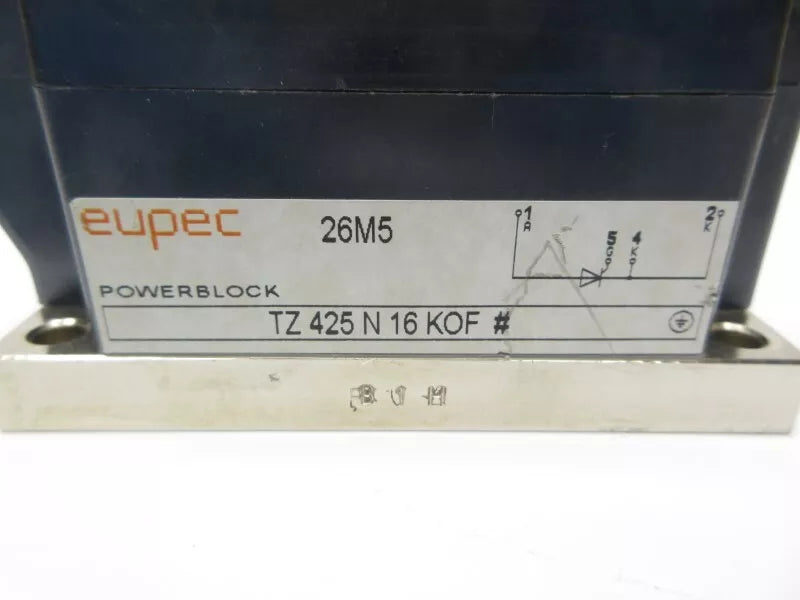 eupec
26M5
1
A
2
K
5
G
4
K
POWERBLOCK
TZ 425 N 16 KOF #